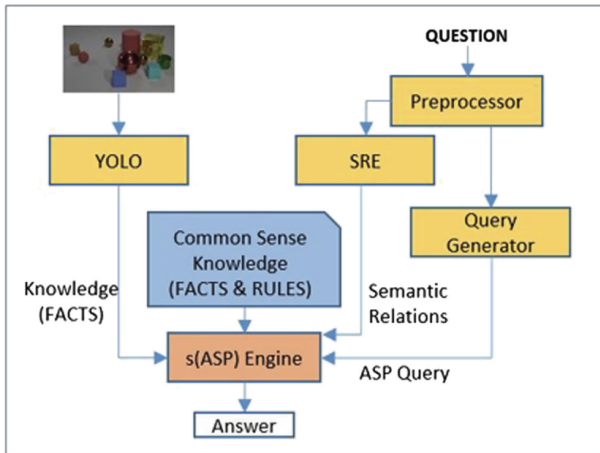 QUESTION
Preprocessor
YOLO
SRE
Query
Generator
Common Sense
Knowledge
(FACTS & RULES)
Knowledge
(FACTS)
Semantic
Relations
s(ASP) Engine
ASP Query
Answer